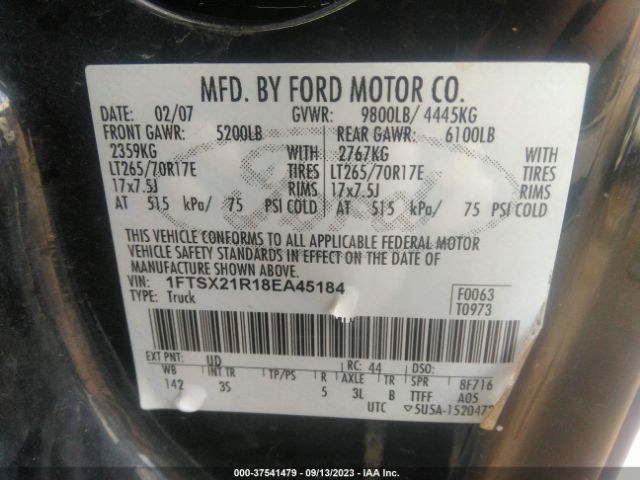 MFD. BY FORD MOTOR CO.
DATE: 02/07 GVWR: 9800LB/ 4445KG
FRONT GAWR: 5200LB REAR GAWR: 6100LB
2359KG WITH 2767KG WITH
LT265/70R17E TIRES LT265/70R17E TIRES
17x7.5J RIMS 17x7.5J RIMS
AT 515 kPa/ 75 PSI COLD AT 515 kPa/ 75 PSI COLD
THIS VEHICLE CONFORMS TO ALL APPLICABLE FEDERAL MOTOR
VEHICLE SAFETY STANDARDS IN EFFECT ON THE DATE OF
MANUFACTURE SHOWN ABOVE.
VIN: 1FTSX21R18EA45184 F0063
TYPE: Truck T0973
EXT PNT: UD RC: 44 DSO:
WB INT TR TP/PS R AXLE TR SPR 8F716
142 3S 5 3L B TTFF A05
UTC ▽5U5A-1520472
000-37541479 - 09/13/2023 - IAA Inc.